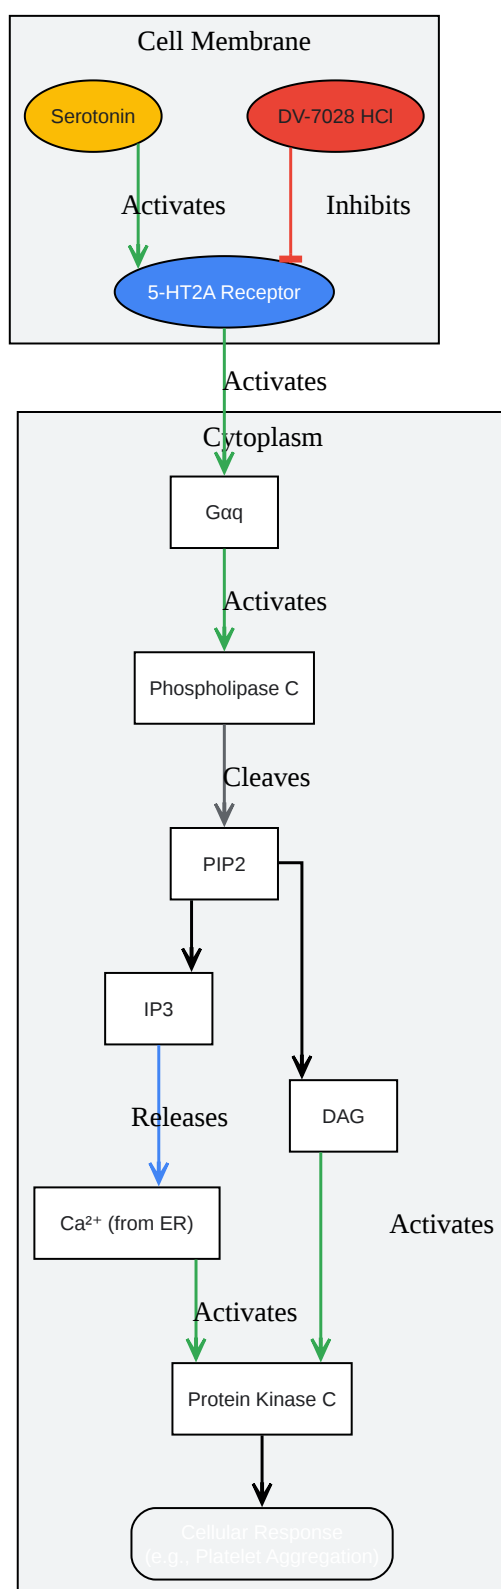 Cell Membrane
Serotonin
DV-7028 HCl
Activates
Inhibits
5-HT2A Receptor
Activates
Cytoplasm
Gαq
Activates
Phospholipase C
Cleaves
PIP2
IP3
DAG
Releases
Ca²⁺ (from ER)
Activates
Activates
Protein Kinase C
Cellular Response
(e.g., Platelet Aggregation)